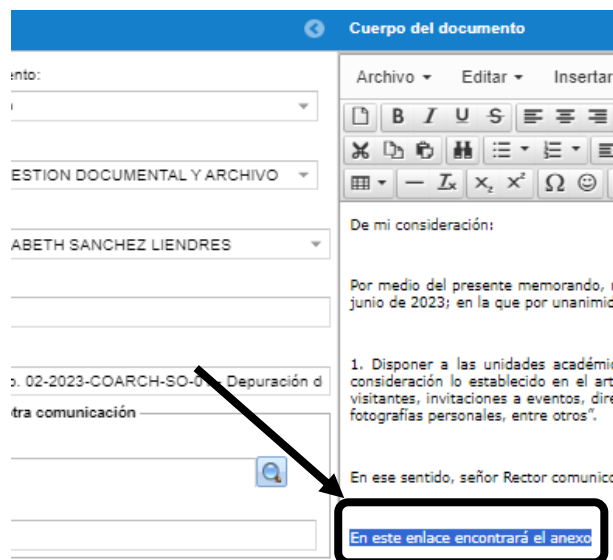 Cuerpo del documento
ento:
Archivo Editar Insertar
B I U S
ESTION DOCUMENTAL Y ARCHIVO
De mi consideración:
ABETH SANCHEZ LIENDRES
Por medio del presente memorando,
junio de 2023; en la que por unanimid
1. Disponer a las unidades académic
consideración lo establecido en el art
visitantes, invitaciones a eventos, dire
fotografías personales, entre otros".
. 02-2023-COARCH-SO-0 - Depuración d
tra comunicación
En ese sentido, señor Rector comunico
En este enlace encontrará el anexo